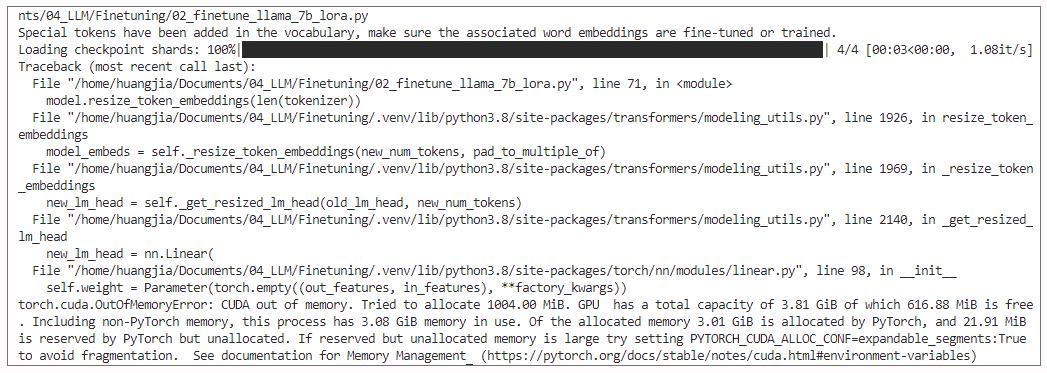 nts/04_LLM/Finetuning/02_finetune_llama_7b_lora.py
Special tokens have been added in the vocabulary, make sure the associated word embeddings are fine-tuned or trained.
Loading checkpoint shards: 100%|██████████| 4/4 [00:03<00:00,  1.08it/s]
Traceback (most recent call last):
  File "/home/huangjia/Documents/04_LLM/Finetuning/02_finetune_llama_7b_lora.py", line 71, in <module>
    model.resize_token_embeddings(len(tokenizer))
  File "/home/huangjia/Documents/04_LLM/Finetuning/.venv/lib/python3.8/site-packages/transformers/modeling_utils.py", line 1926, in resize_token_
embeddings
    model_embeds = self._resize_token_embeddings(new_num_tokens, pad_to_multiple_of)
  File "/home/huangjia/Documents/04_LLM/Finetuning/.venv/lib/python3.8/site-packages/transformers/modeling_utils.py", line 1969, in _resize_token
_embeddings
    new_lm_head = self._get_resized_lm_head(old_lm_head, new_num_tokens)
  File "/home/huangjia/Documents/04_LLM/Finetuning/.venv/lib/python3.8/site-packages/transformers/modeling_utils.py", line 2140, in _get_resized_
lm_head
    new_lm_head = nn.Linear(
  File "/home/huangjia/Documents/04_LLM/Finetuning/.venv/lib/python3.8/site-packages/torch/nn/modules/linear.py", line 98, in __init__
    self.weight = Parameter(torch.empty((out_features, in_features), **factory_kwargs))
torch.cuda.OutOfMemoryError: CUDA out of memory. Tried to allocate 1004.00 MiB. GPU  has a total capacity of 3.81 GiB of which 616.88 MiB is free
. Including non-PyTorch memory, this process has 3.08 GiB memory in use. Of the allocated memory 3.01 GiB is allocated by PyTorch, and 21.91 MiB
is reserved by PyTorch but unallocated. If reserved but unallocated memory is large try setting PYTORCH_CUDA_ALLOC_CONF=expandable_segments:True
to avoid fragmentation.  See documentation for Memory Management_ (https://pytorch.org/docs/stable/notes/cuda.html#environment-variables)